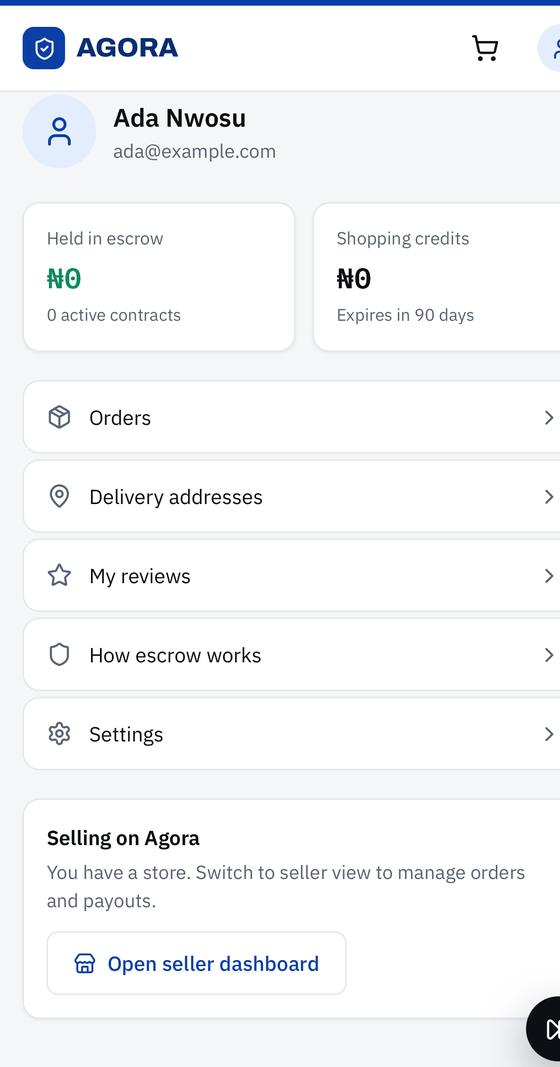 AGORA
Ada Nwosu
ada@example.com
Held in escrow
₦0
0 active contracts
Shopping credits
₦0
Expires in 90 days
Orders
Delivery addresses
My reviews
How escrow works
Settings
Selling on Agora
You have a store. Switch to seller view to manage orders
and payouts.
Open seller dashboard